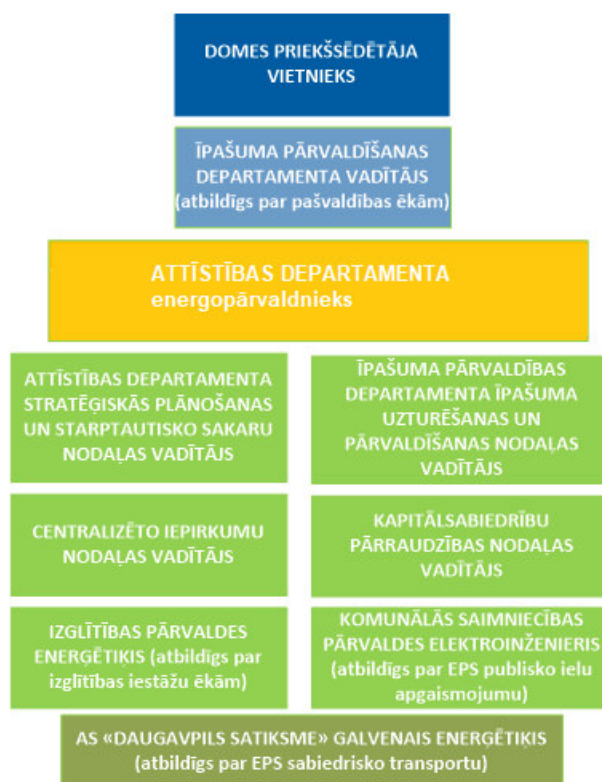 DOMES PRIEKŠSĒDĒTĀJA
VIETNIEKS
ĪPAŠUMA PĀRVALDĪŠANAS
DEPARTAMENTA VADĪTĀJS
(atbildīgs par pašvaldības ēkām)
ATTĪSTĪBAS DEPARTAMENTA
energopārvaldnieks
ATTĪSTĪBAS DEPARTAMENTA
STRATĒĢISKĀS PLĀNOŠANAS
UN STARPTAUTISKO SAKARU
NODAĻAS VADĪTĀJS
ĪPAŠUMA PĀRVALDĪBAS
DEPARTAMENTA ĪPAŠUMA
UZTURĒŠANAS UN
PĀRVALDĪŠANAS NODAĻAS
VADĪTĀJS
CENTRALIZĒTO IEPIRKUMU
NODAĻAS VADĪTĀJS
KAPITĀLSABIEDRĪBU
PĀRRAUDZĪBAS NODAĻAS
VADĪTĀJS
IZGLĪTĪBAS PĀRVALDES
ENERĢĒTIĶIS (atbildīgs par
izglītības iestāžu ēkām)
KOMUNĀLĀS SAIMNIECĪBAS
PĀRVALDES ELEKTROINŽENIERIS
(atbildīgs par EPS publisko ielu
apgaismojumu)
AS «DAUGAVPILS SATIKSME» GALVENAIS ENERĢĒTIĶIS
(atbildīgs par EPS sabiedrisko transportu)